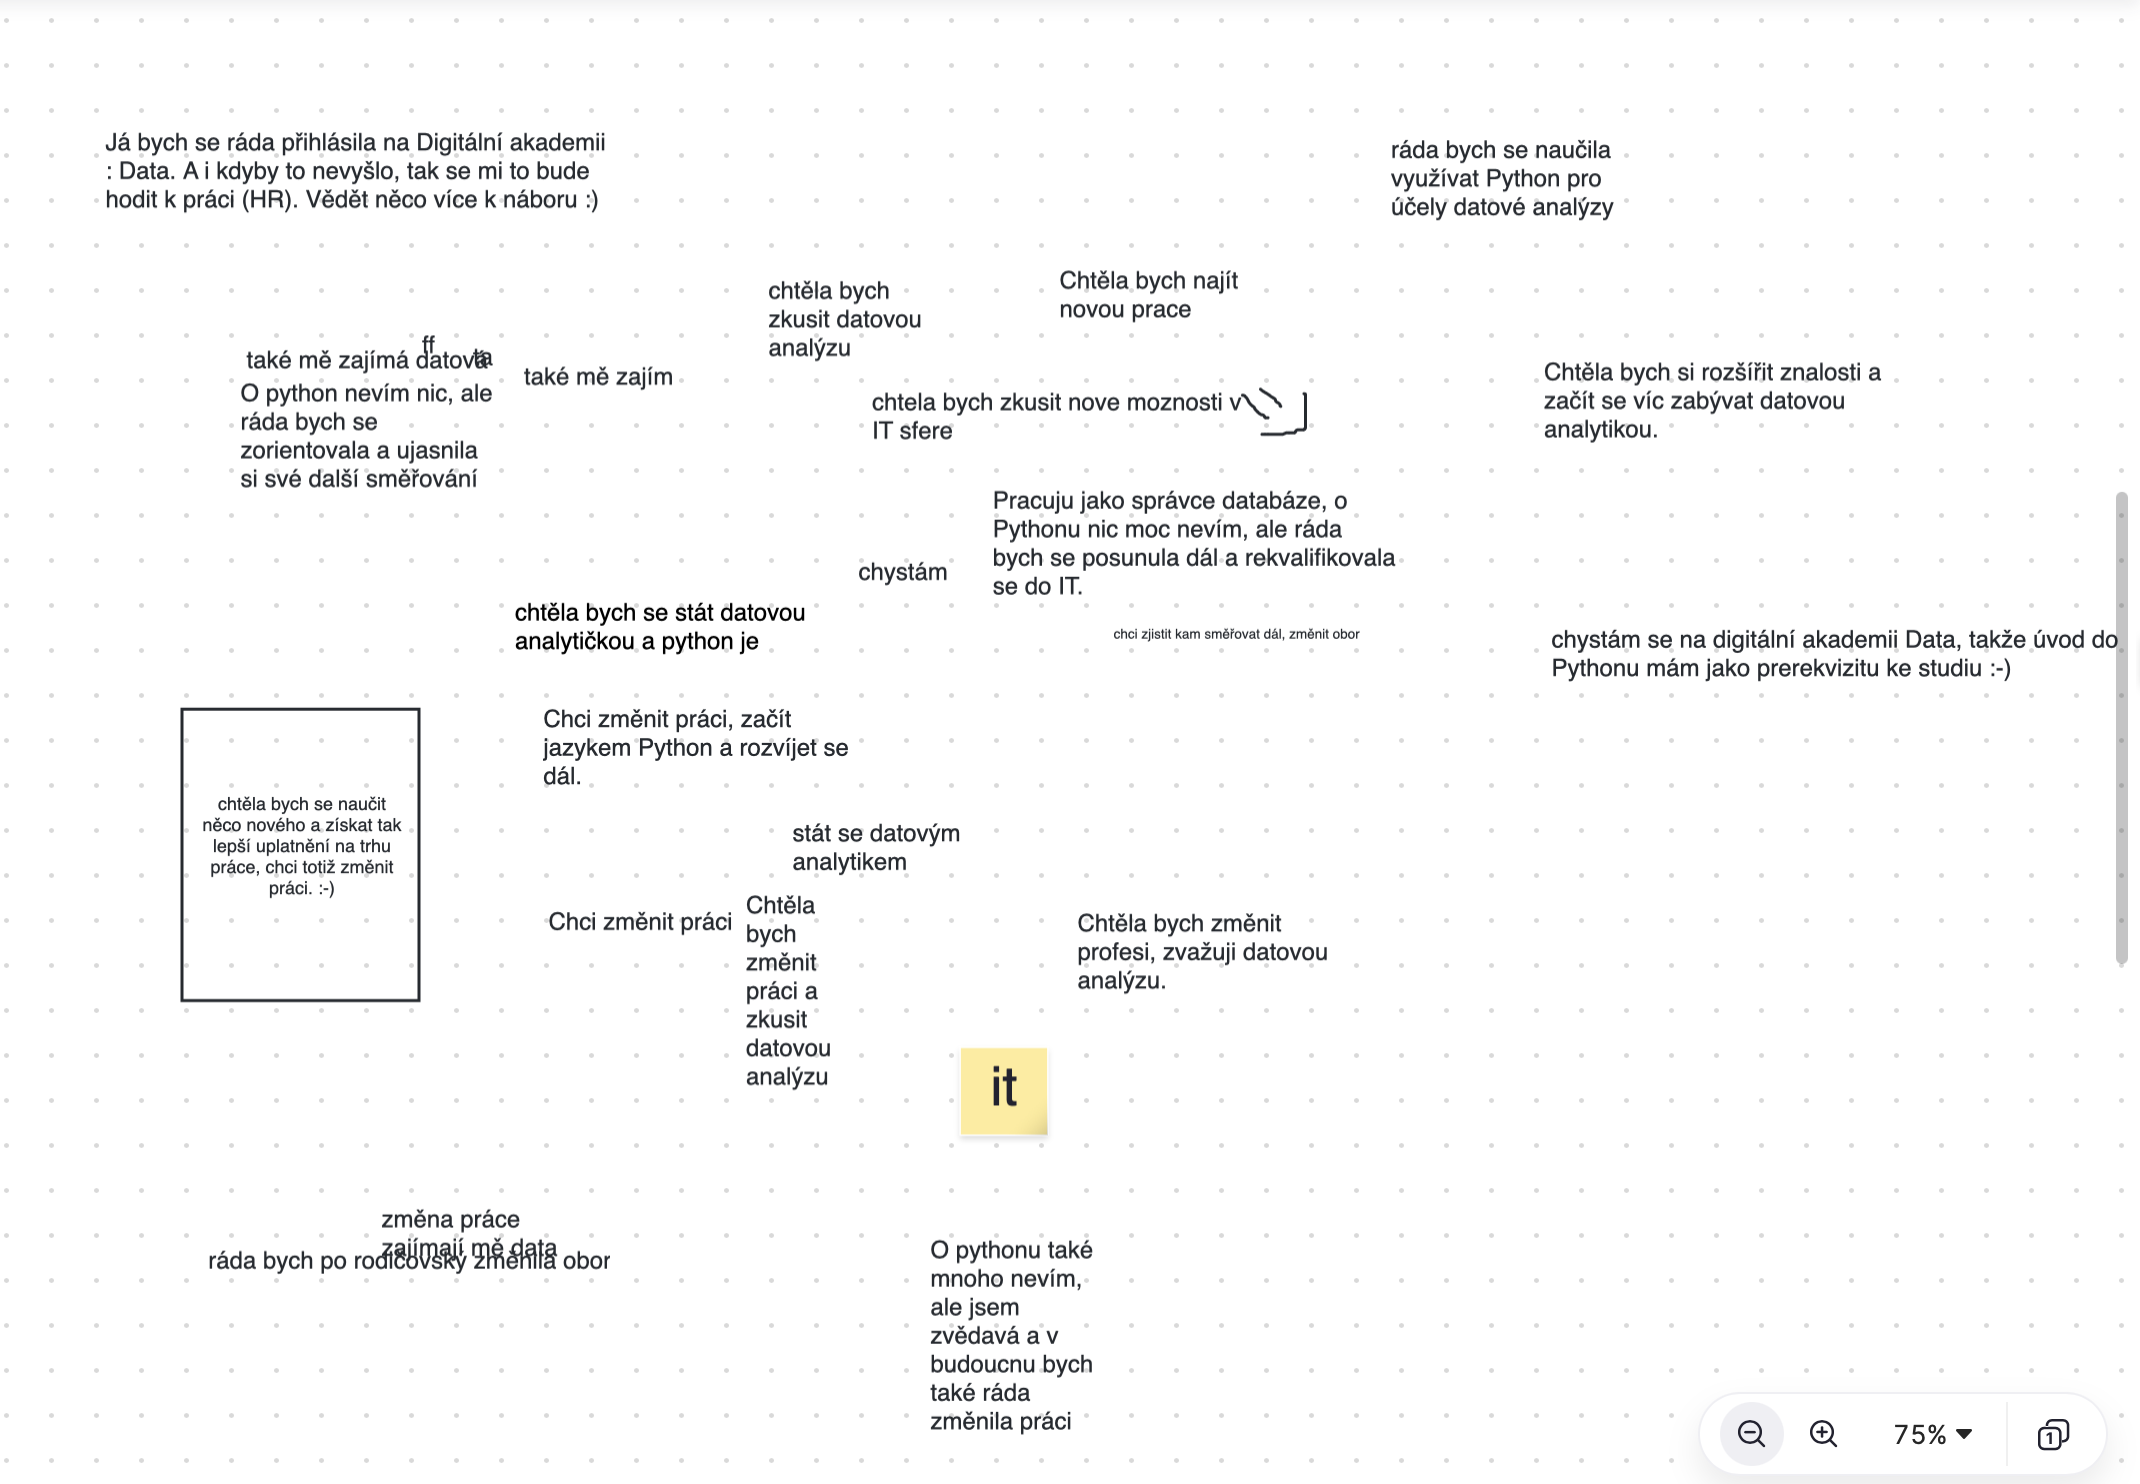 Já bych se ráda přihlásila na Digitální akademii
: Data. A i kdyby to nevyšlo, tak se mi to bude
hodit k práci (HR). Vědět něco více k náboru :)
ráda bych se naučila
využívat Python pro
účely datové analýzy
chtěla bych
zkusit datovou
analýzu
Chtěla bych najít
novou prace
ff
také mě zajímá datová
ta
O python nevím nic, ale
ráda bych se
zorientovala a ujasnila
si své další směřování
také mě zajím
chtela bych zkusit nove moznosti v
IT sfere
Chtěla bych si rozšířit znalosti a
začít se víc zabývat datovou
analytikou.
Pracuju jako správce databáze, o
Pythonu nic moc nevím, ale ráda
bych se posunula dál a rekvalifikovala
se do IT.
chystám
chtěla bych se stát datovou
analytičkou a python je
chci zjistit kam směřovat dál, změnit obor
chystám se na digitální akademii Data, takže úvod do
Pythonu mám jako prerekvizitu ke studiu :-)
Chci změnit práci, začít
jazykem Python a rozvíjet se
dál.
chtěla bych se naučit
něco nového a získat tak
lepší uplatnění na trhu
práce, chci totiž změnit
práci. :-)
stát se datovým
analytikem
Chci změnit práci
Chtěla
bych
změnit
práci a
zkusit
datovou
analýzu
Chtěla bych změnit
profesi, zvažuji datovou
analýzu.
it
změna práce
zajímají mě data
ráda bych po rodičovský změnila obor
O pythonu také
mnoho nevím,
ale jsem
zvědavá a v
budoucnu bych
také ráda
změnila práci
75%
1